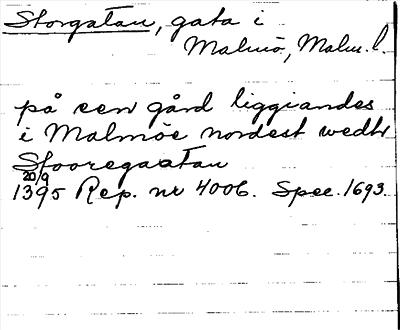 Storgatan, gata i
Malmö, Malm. l.
på een gård liggiandes
i Malmöe nordest wedh
Stooregaatan
20/9
1395 Rep. nr 4006. Spec. 1693.